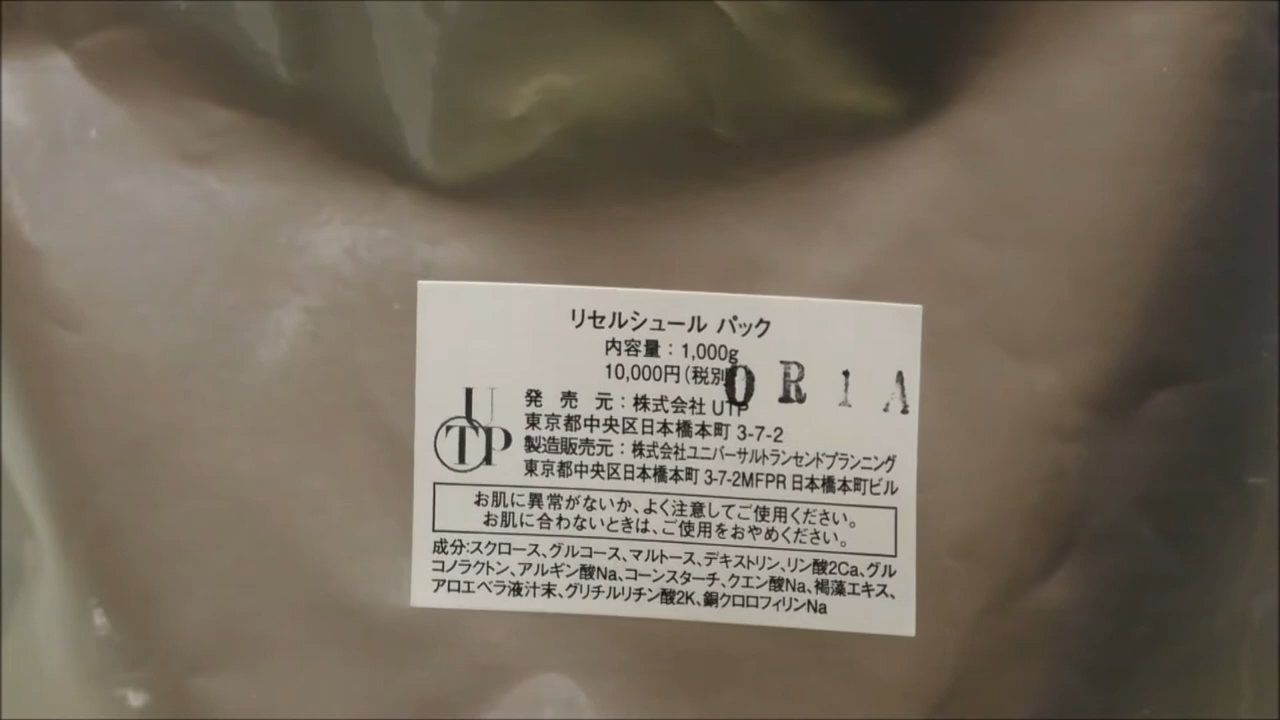 リセルシュール パック
内容量：1,000g
10,000円(税別
OR1A
UTP
発売元：株式会社 UTP
東京都中央区日本橋本町 3-7-2
製造販売元：株式会社ユニバーサルトランセンドプランニング
東京都中央区日本橋本町 3-7-2MFPR 日本橋本町ビル
お肌に異常がないか、よく注意してご使用ください。
お肌に合わないときは、ご使用をおやめください。
成分:スクロース、グルコース、マルトース、デキストリン、リン酸2Ca、グル
コノラクトン、アルギン酸Na、コーンスターチ、クエン酸Na、褐藻エキス、
アロエベラ液汁末、グリチルリチン酸2K、銅クロロフィリンNa